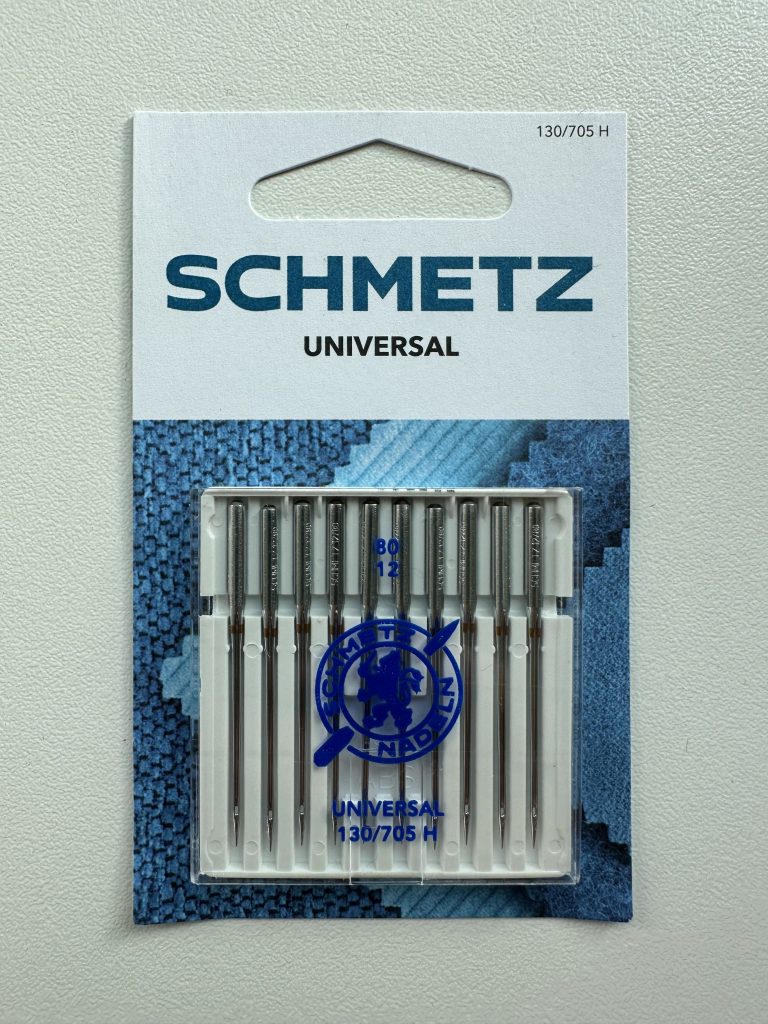 130/705 H
SCHMETZ
UNIVERSAL
80
12
SCHMETZ
NADELN
UNIVERSAL
130/705 H